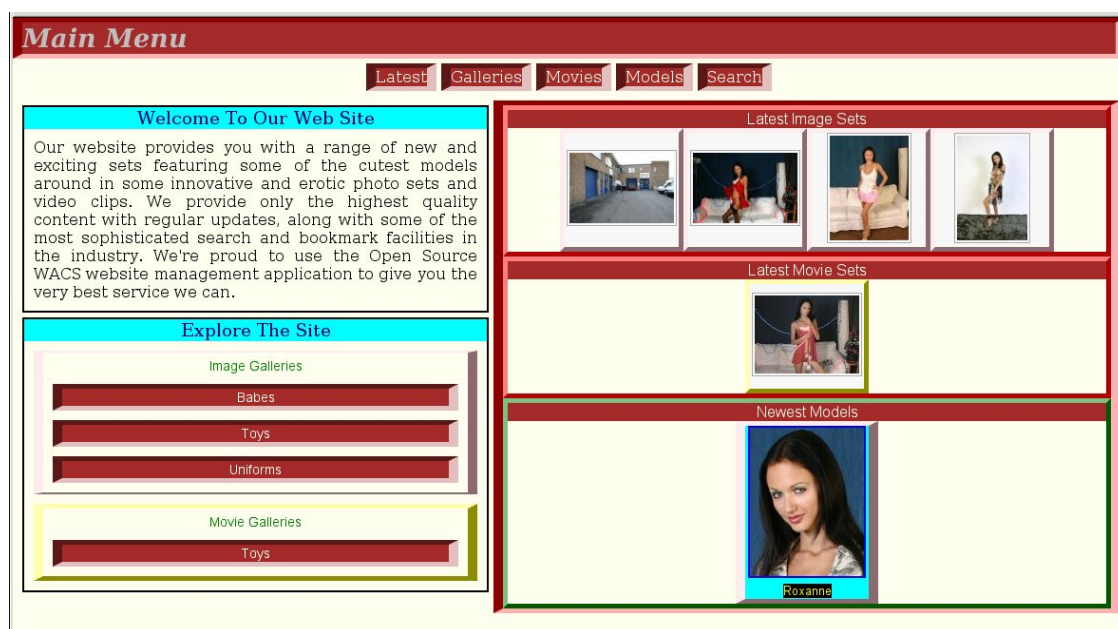 Main Menu
Latest Galleries Movies Models Search
Welcome To Our Web Site
Our website provides you with a range of new and
exciting sets featuring some of the cutest models
around in some innovative and erotic photo sets and
video clips. We provide only the highest quality
content with regular updates, along with some of the
most sophisticated search and bookmark facilities in
the industry. We're proud to use the Open Source
WACS website management application to give you the
very best service we can.
Explore The Site
Image Galleries
Babes
Toys
Uniforms
Movie Galleries
Toys
Latest Image Sets
Latest Movie Sets
Newest Models
Roxanne